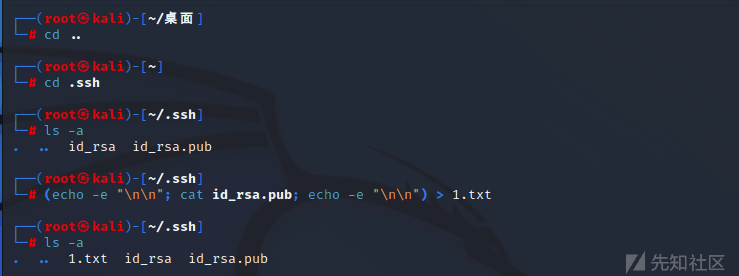 ┌──(root㉿kali)-[~/桌面]
└─# cd ..
┌──(root㉿kali)-[~]
└─# cd .ssh
┌──(root㉿kali)-[~/.ssh]
└─# ls -a
.  ..  id_rsa  id_rsa.pub
┌──(root㉿kali)-[~/.ssh]
└─# (echo -e "\n\n"; cat id_rsa.pub; echo -e "\n\n") > 1.txt
┌──(root㉿kali)-[~/.ssh]
└─# ls -a
.  ..  1.txt  id_rsa  id_rsa.pub
先知社区